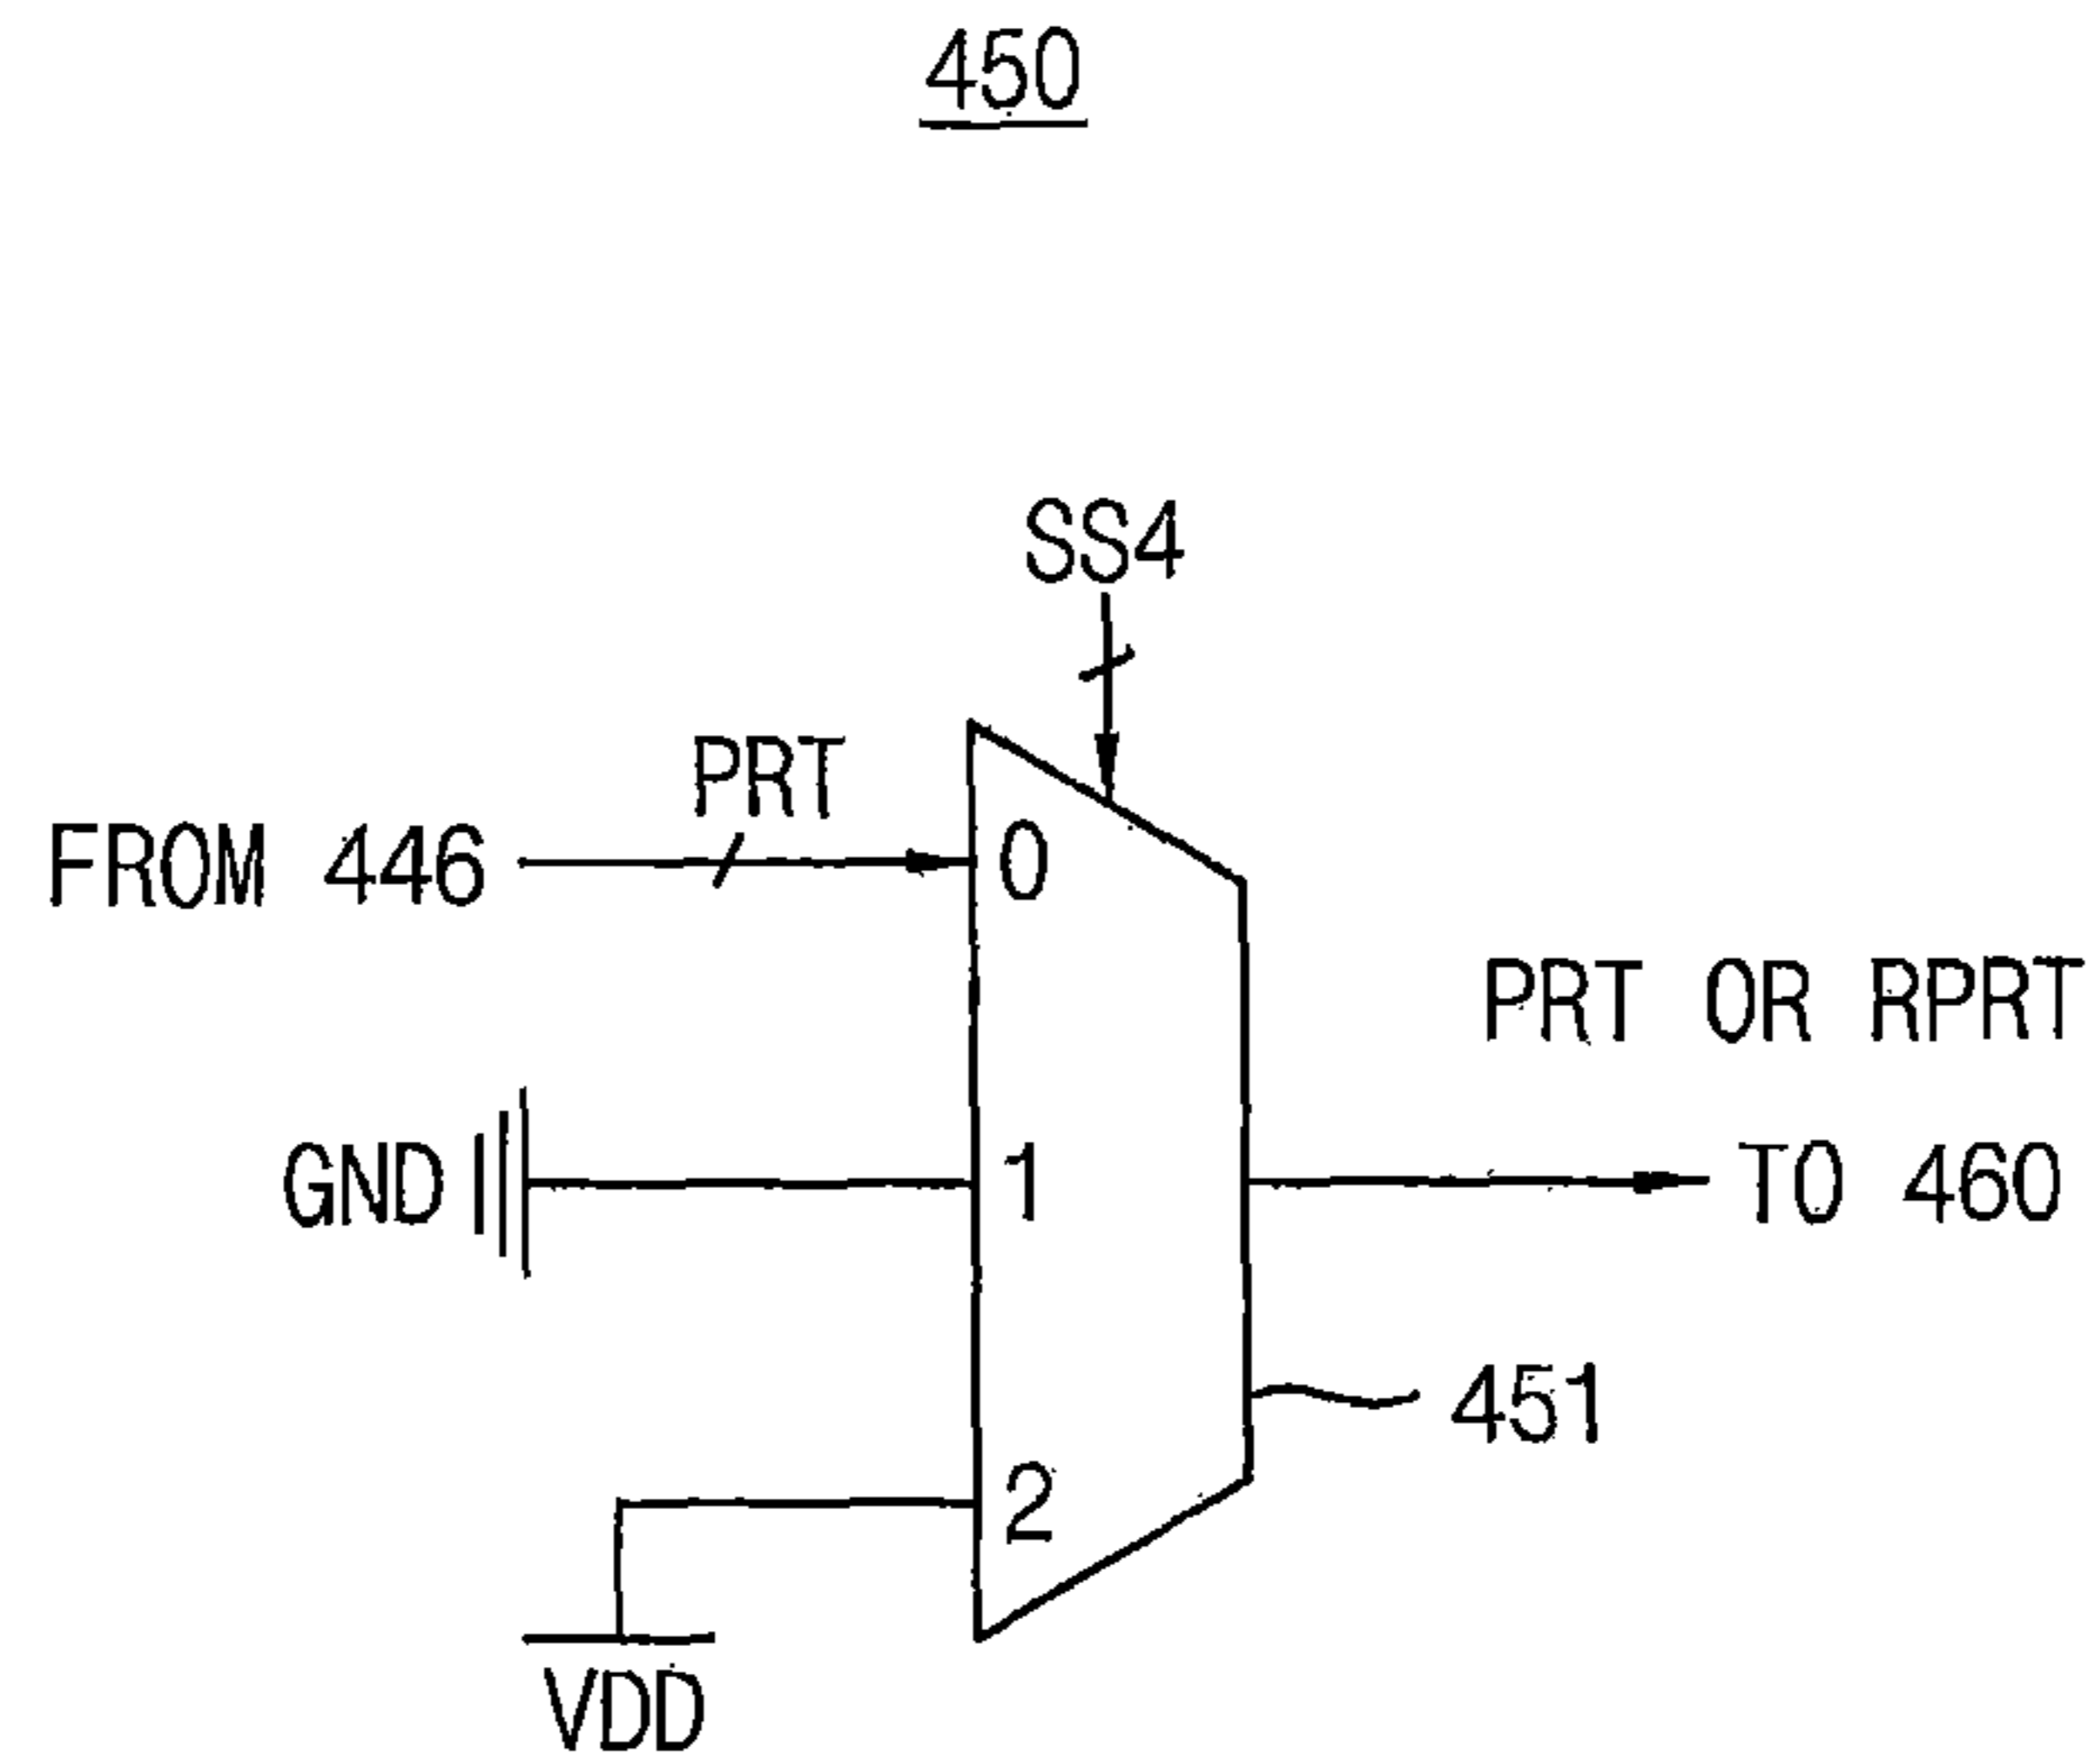 450
SS4
PRT
FROM 446
0
PRT OR RPRT
GND
1
TO 460
451
2
VDD